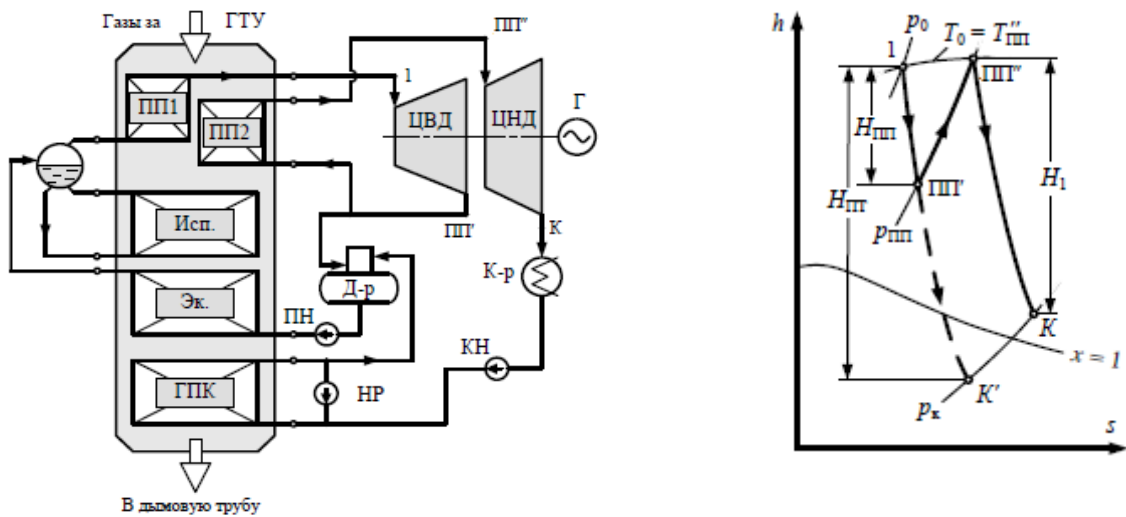 Газы за ГТУ
ПП"
1
ПП1
ПП2
ЦВД
ЦНД
Г
ПП'
К
Исп.
К-р
Д-р
Эк.
ПН
КН
ГПК
НР
В дымовую трубу
h
p₀
T₀ = T″ПП
1
ПП"
HПП
HПТ
ПП'
H₁
pПП
K
x = 1
K'
pк
s